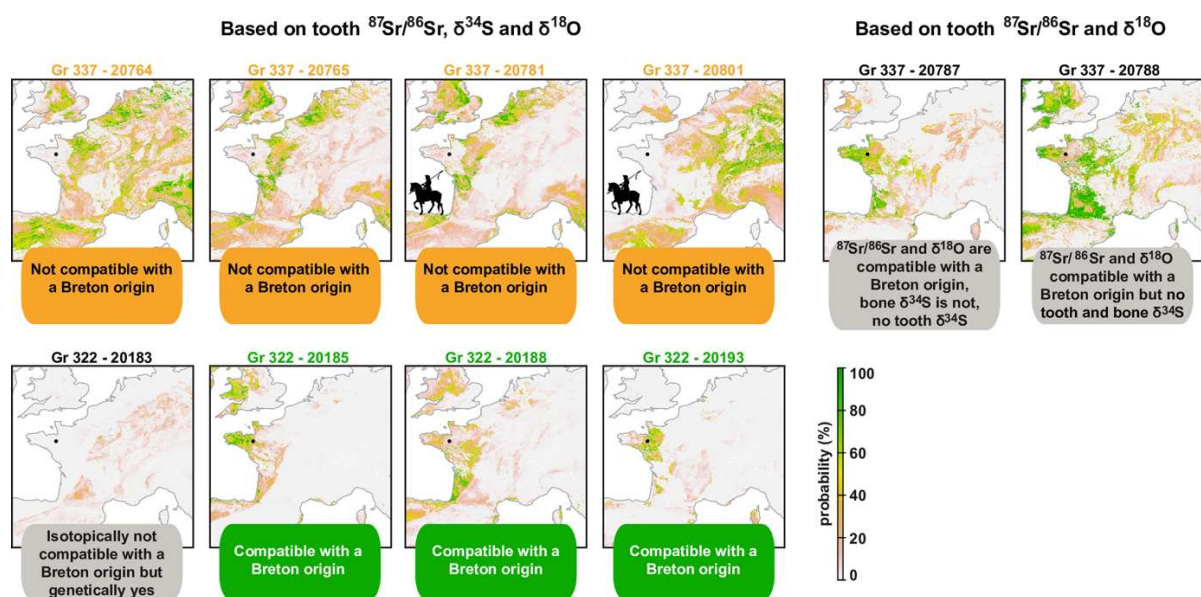 Based on tooth ⁸⁷Sr/⁸⁶Sr, δ³⁴S and δ¹⁸O
Based on tooth ⁸⁷Sr/⁸⁶Sr and δ¹⁸O
Gr 337 - 20764
Gr 337 - 20765
Gr 337 - 20781
Gr 337 - 20801
Gr 337 - 20787
Gr 337 - 20788
Not compatible with
a Breton origin
Not compatible with
a Breton origin
Not compatible with
a Breton origin
Not compatible with
a Breton origin
⁸⁷Sr/⁸⁶Sr and δ¹⁸O are
compatible with a
Breton origin,
bone δ³⁴S is not,
no tooth δ³⁴S
⁸⁷Sr/⁸⁶Sr and δ¹⁸O
compatible with a
Breton origin but no
tooth and bone δ³⁴S
Gr 322 - 20183
Gr 322 - 20185
Gr 322 - 20188
Gr 322 - 20193
Isotopically not
compatible with a
Breton origin but
genetically yes
Compatible with a
Breton origin
Compatible with a
Breton origin
Compatible with a
Breton origin
probability (%)
100
80
60
40
20
0